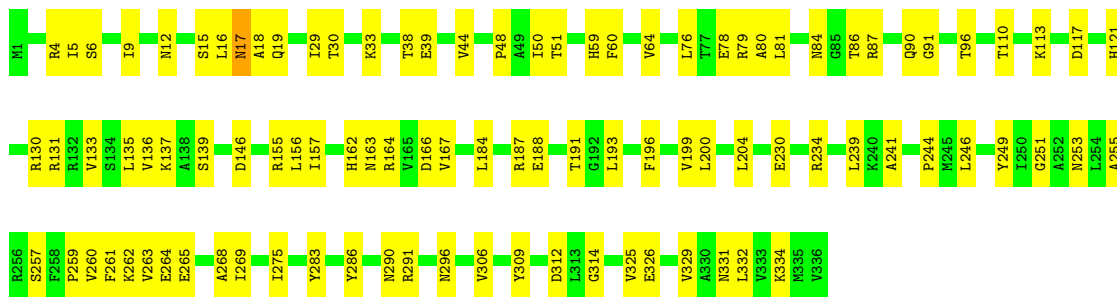 M1 R4 I5 S6 I9 N12 S15 L16 N17 A18 Q19 I29 T30 K33 T38 E39 V44 P48 A49 I50 T51 H59 F60 V64 L76 T77 E78 R79 A80 L81 N84 G85 T86 R87 Q90 G91 T96 T110 K113 D117 H121
R130 R131 R132 V133 S134 L135 V136 K137 A138 S139 D146 R155 L156 I157 H162 N163 R164 V165 D166 V167 L184 R187 E188 T191 G192 L193 F196 V199 L200 L204 E230 R234 L239 K240 A241 P244 M245 L246 Y249 I250 G251 A252 N253 L254 A255
R256 S257 F258 P259 V260 F261 K262 V263 E264 E265 A268 I269 I275 Y283 Y286 N290 R291 N296 V306 Y309 D312 L313 G314 V325 E326 V329 A330 N331 L332 V333 K334 M335 V336